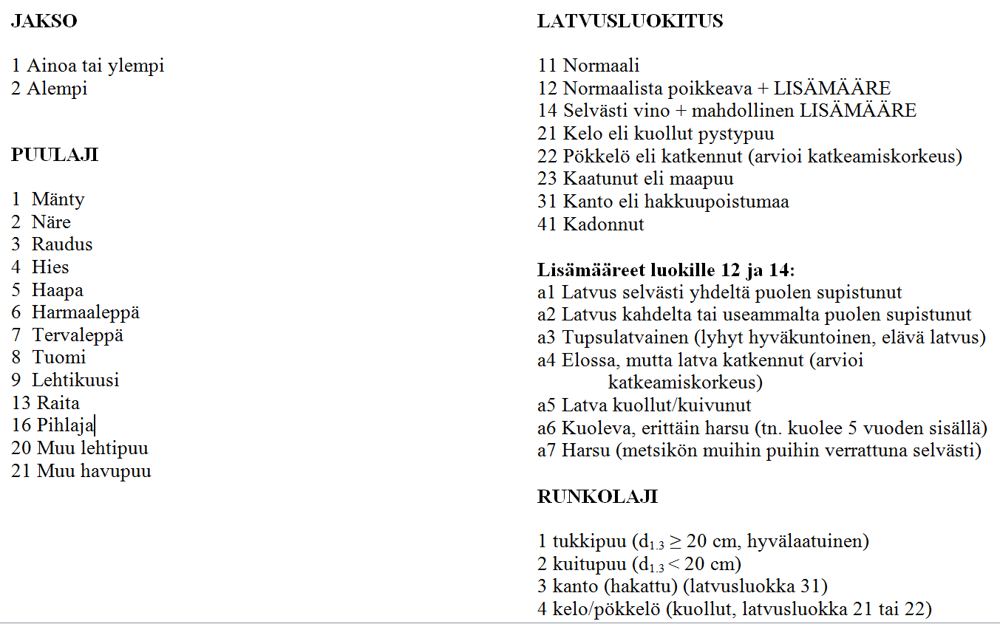 JAKSO
1 Ainoa tai ylempi
2 Alempi
PUULAJI
1 Mänty
2 Näre
3 Raudus
4 Hies
5 Haapa
6 Harmaaleppä
7 Tervaleppä
8 Tuomi
9 Lehtikuusi
13 Raita
16 Pihlaja
20 Muu lehtipuu
21 Muu havupuu
LATVUSLUOKITUS
11 Normaali
12 Normaalista poikkeava + LISÄMÄÄRE
14 Selvästi vino + mahdollinen LISÄMÄÄRE
21 Kelo eli kuollut pystypuu
22 Pökkelö eli katkennut (arvioi katkeamiskorkeus)
23 Kaatunut eli maapuu
31 Kanto eli hakkuupoistumaa
41 Kadonnut
Lisämääreet luokille 12 ja 14:
a1 Latvus selvästi yhdeltä puolen supistunut
a2 Latvus kahdelta tai useammalta puolen supistunut
a3 Tupsulatvainen (lyhyt hyväkuntoinen, elävä latvus)
a4 Elossa, mutta latva katkennut (arvioi
katkeamiskorkeus)
a5 Latva kuollut/kuivunut
a6 Kuoleva, erittäin harsu (tn. kuolee 5 vuoden sisällä)
a7 Harsu (metsikön muihin puihin verrattuna selvästi)
RUNKOLAJI
1 tukkipuu (d1.3 ≥ 20 cm, hyvälaatuinen)
2 kuitupuu (d1.3 < 20 cm)
3 kanto (hakattu) (latvusluokka 31)
4 kelo/pökkelö (kuollut, latvusluokka 21 tai 22)